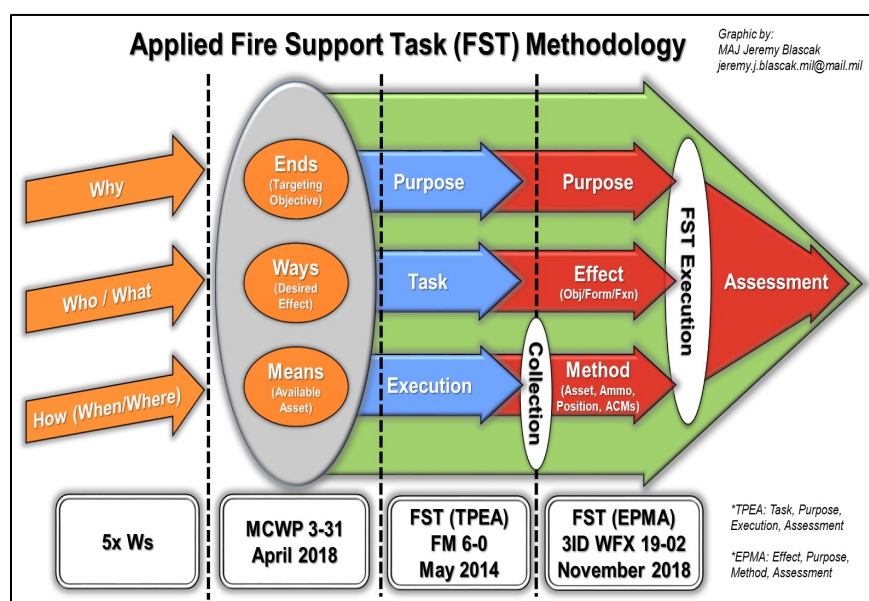 Applied Fire Support Task (FST) Methodology
Graphic by:
MAJ Jeremy Blascak
jeremy.j.blascak.mil@mail.mil
Why
Who / What
How (When/Where)
Ends
(Targeting
Objective)
Ways
(Desired
Effect)
Means
(Available
Asset)
Purpose
Task
Execution
Collection
Purpose
Effect
(Obj/Form/Fxn)
Method
(Asset, Ammo,
Position, ACMs)
FST Execution
Assessment
5x Ws
MCWP 3-31
April 2018
FST (TPEA)
FM 6-0
May 2014
FST (EPMA)
3ID WFX 19-02
November 2018
*TPEA: Task, Purpose,
Execution, Assessment
*EPMA: Effect, Purpose,
Method, Assessment